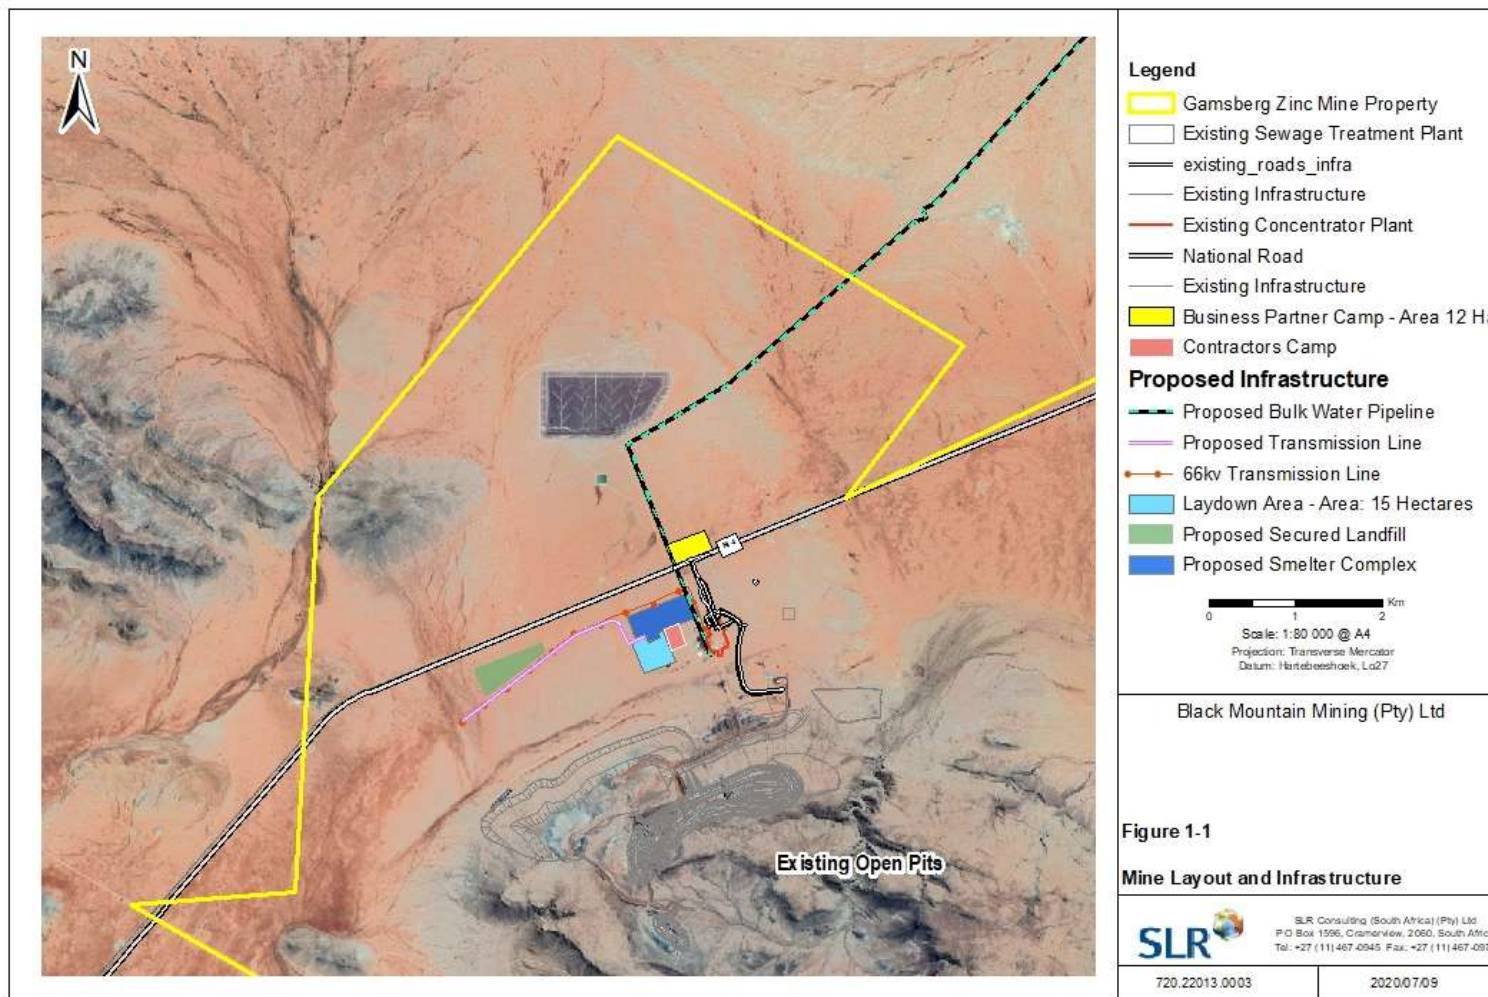 N
N
Existing Open Pits
Legend
Gamsberg Zinc Mine Property
Existing Sewage Treatment Plant
existing_roads_infra
Existing Infrastructure
Existing Concentrator Plant
National Road
Existing Infrastructure
Business Partner Camp - Area 12 Ha
Contractors Camp
Proposed Infrastructure
Proposed Bulk Water Pipeline
Proposed Transmission Line
66kv Transmission Line
Laydown Area - Area: 15 Hectares
Proposed Secured Landfill
Proposed Smelter Complex
Km
0 1 2
Scale: 1:80 000 @ A4
Projection: Transverse Mercator
Datum: Hartebeeshoek, Lo27
Black Mountain Mining (Pty) Ltd
Figure 1-1
Mine Layout and Infrastructure
SLR
SLR Consulting (South Africa) (Pty) Ltd
P O Box 1596, Cramerview, 2060, South Afric
Tel: +27 (11) 467-0945 Fax: +27 (11) 467-097
720.22013.0003
2020/07/09